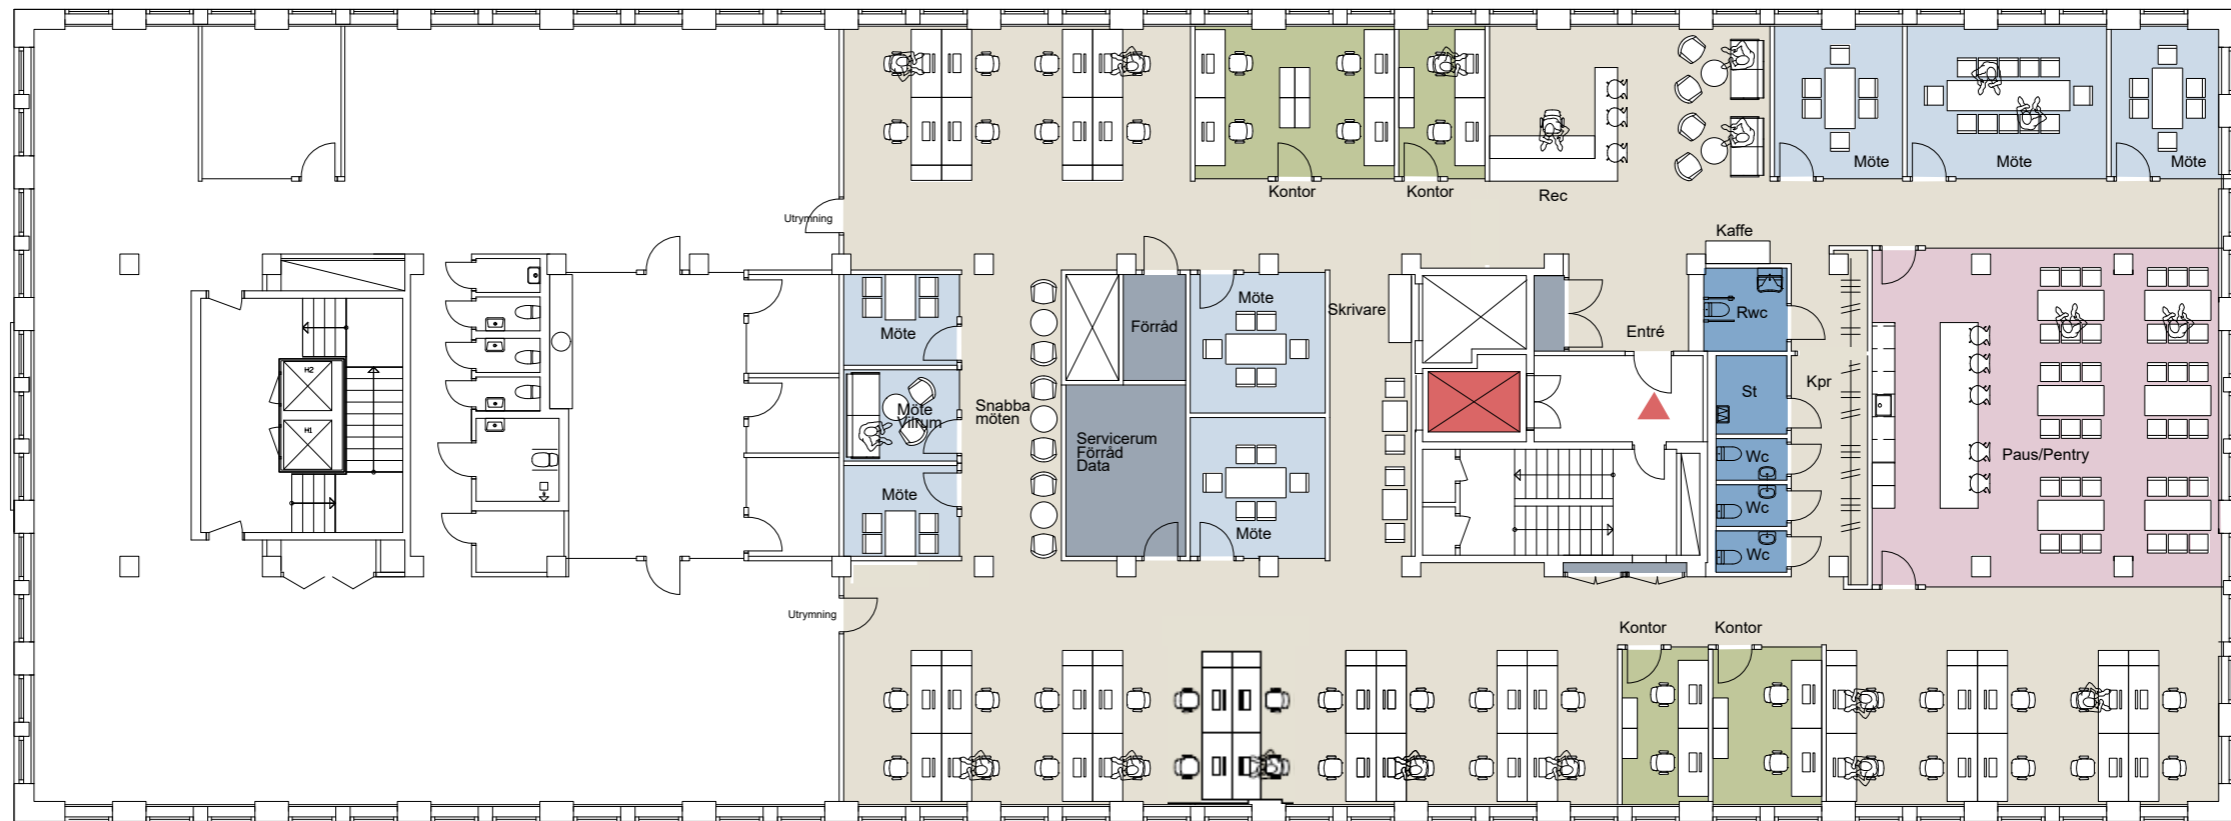 Möte
Möte
Möte
Kontor
Kontor
Rec
Utrymning
Kaffe
Möte
Förråd
Möte
Skrivare
Entré
Rwc
H2
Snabba
möten
Möte
Vilrum
Kpr
St
H1
Servicerum
Förråd
Data
Wc
Paus/Pentry
Möte
Wc
Möte
Wc
Utrymning
Kontor
Kontor